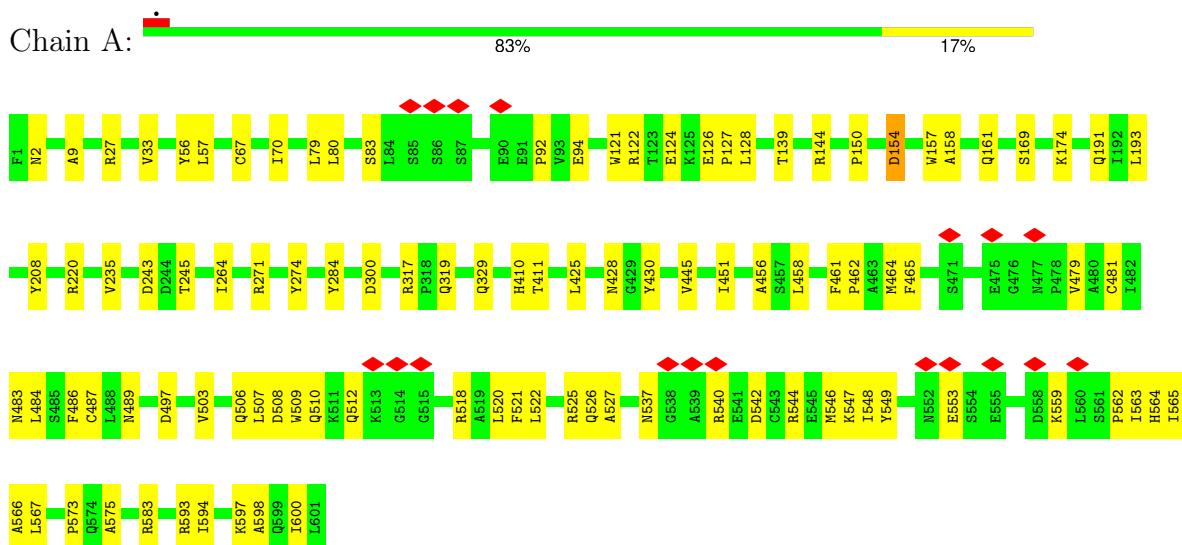 Chain A:
83% 17%
F1 N2 A9 R27 V33 Y56 L57 C67 I70 L79 L80 S83 L84 S85 S86 S87 E90 E91 P92 V93 E94 W121 R122 T123 E124 K125 E126 P127 L128 T139 R144 P150 D154 W157 A158 Q161 S169 K174 Q191 I192 L193
Y208 R220 V235 D243 D244 T245 I264 R271 Y274 Y284 D300 R317 P318 Q319 Q329 H410 T411 L425 N428 G429 Y430 V445 I451 A456 S457 L458 F461 P462 A463 M464 F465 S471 E475 G476 N477 P478 V479 A480 C481 I482
N483 L484 S485 F486 C487 L488 N489 D497 V503 Q506 L507 D508 W509 Q510 K511 Q512 K513 G514 G515 R518 A519 L520 F521 L522 R525 Q526 A527 N537 G538 A539 R540 E541 D542 C543 R544 E545 M546 K547 I548 Y549 N552 E553 S554 E555 D558 K559 L560 S561 P562 I563 H564 I565
A566 L567 P573 Q574 A575 R583 R593 I594 K597 A598 Q599 I600 L601